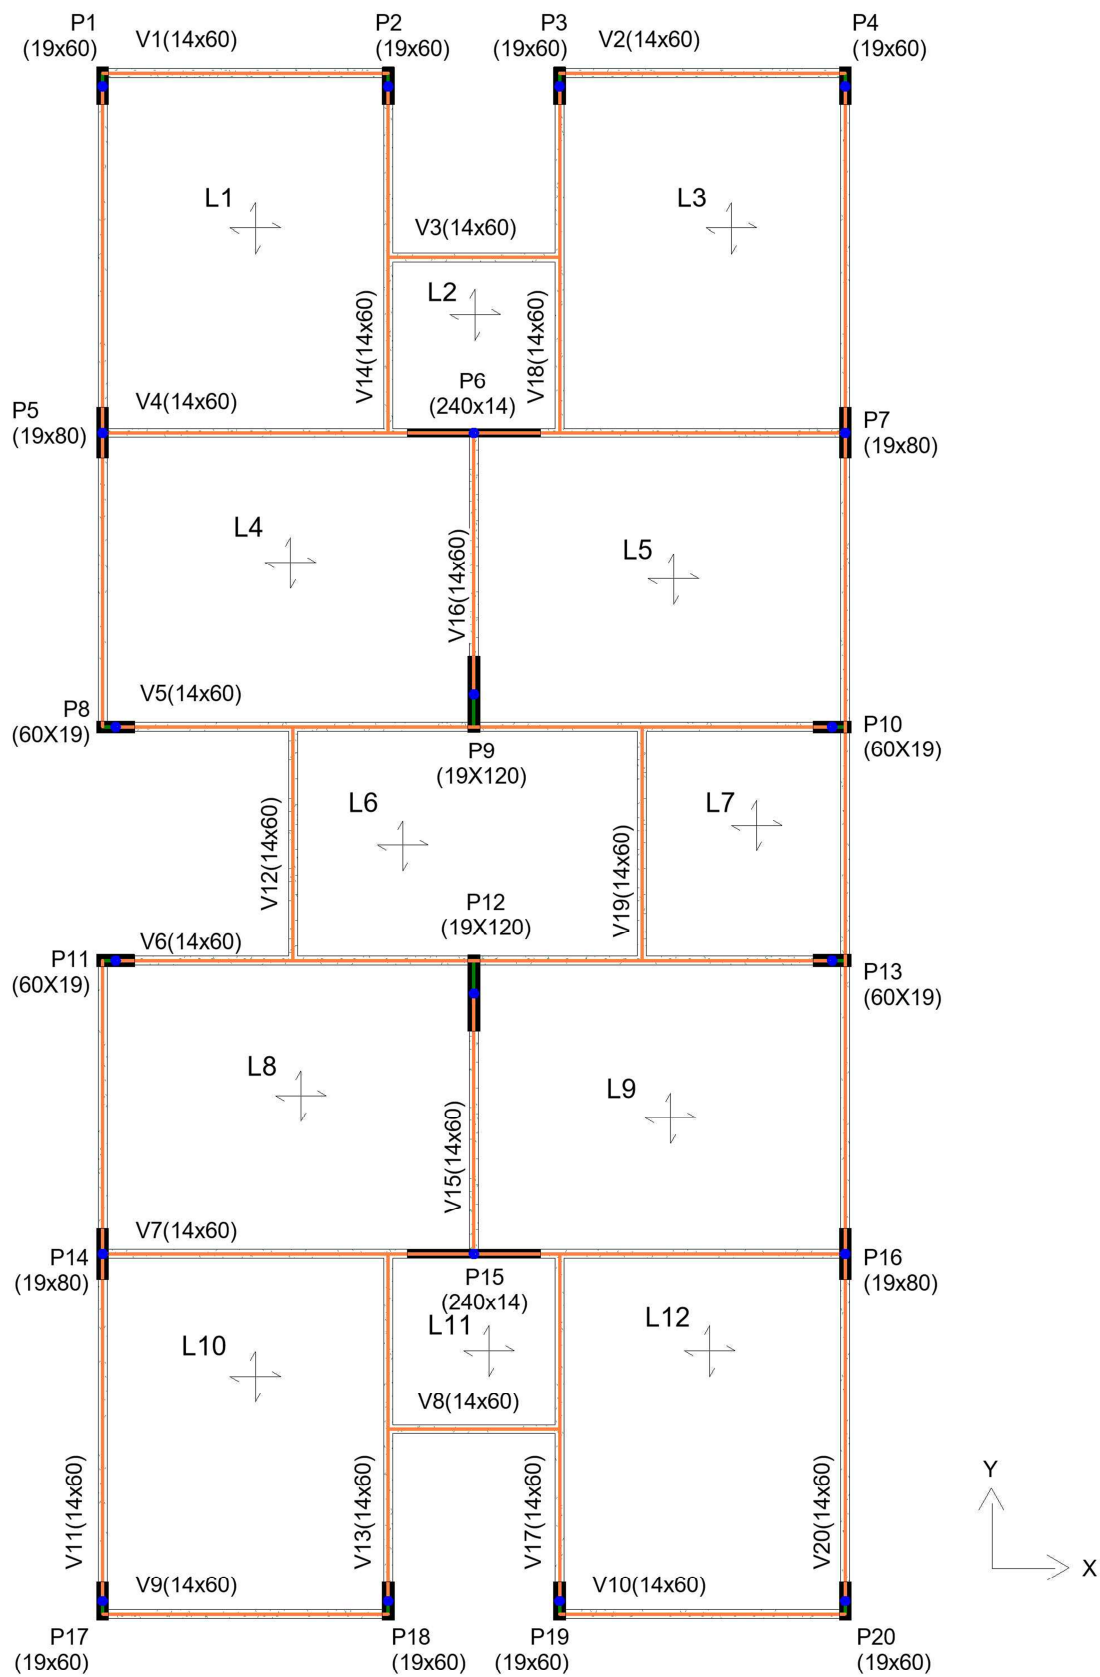 P1
(19x60)
V1(14x60)
P2
(19x60)
P3
(19x60)
V2(14x60)
P4
(19x60)
L1
L3
V3(14x60)
L2
V14(14x60)
V18(14x60)
P6
(240x14)
V4(14x60)
P5
(19x80)
P7
(19x80)
L4
L5
V16(14x60)
V5(14x60)
P8
(60X19)
P9
(19X120)
P10
(60X19)
L6
L7
V12(14x60)
V19(14x60)
P12
(19X120)
V6(14x60)
P11
(60X19)
P13
(60X19)
L8
L9
V15(14x60)
V7(14x60)
P14
(19x80)
P15
(240x14)
P16
(19x80)
L10
L11
L12
V8(14x60)
V11(14x60)
V13(14x60)
V17(14x60)
V20(14x60)
Y
X
V9(14x60)
V10(14x60)
P17
(19x60)
P18
(19x60)
P19
(19x60)
P20
(19x60)